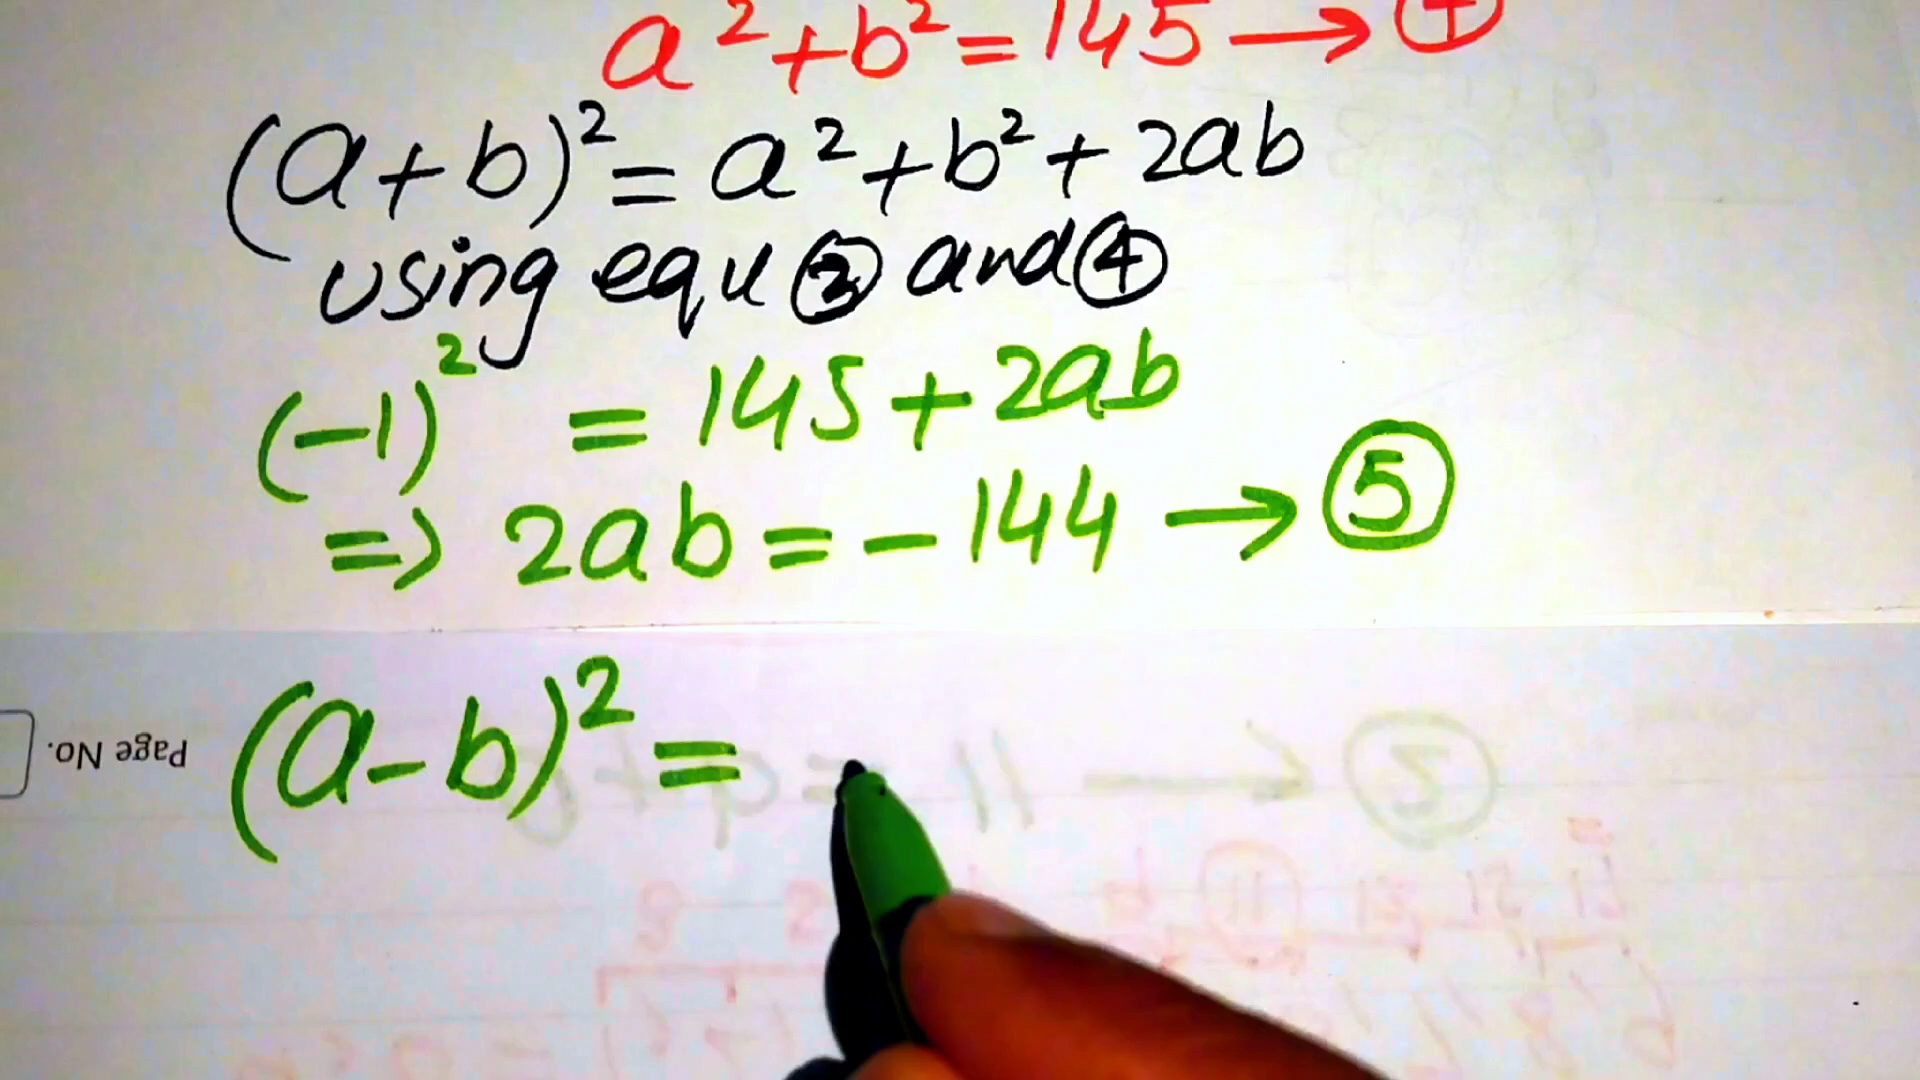 a²+b²=145→④
(a+b)²=a²+b²+2ab
using equ ③ and ④
(-1)² = 145+2ab
=> 2ab=-144→⑤
(a-b)²=
Page No.